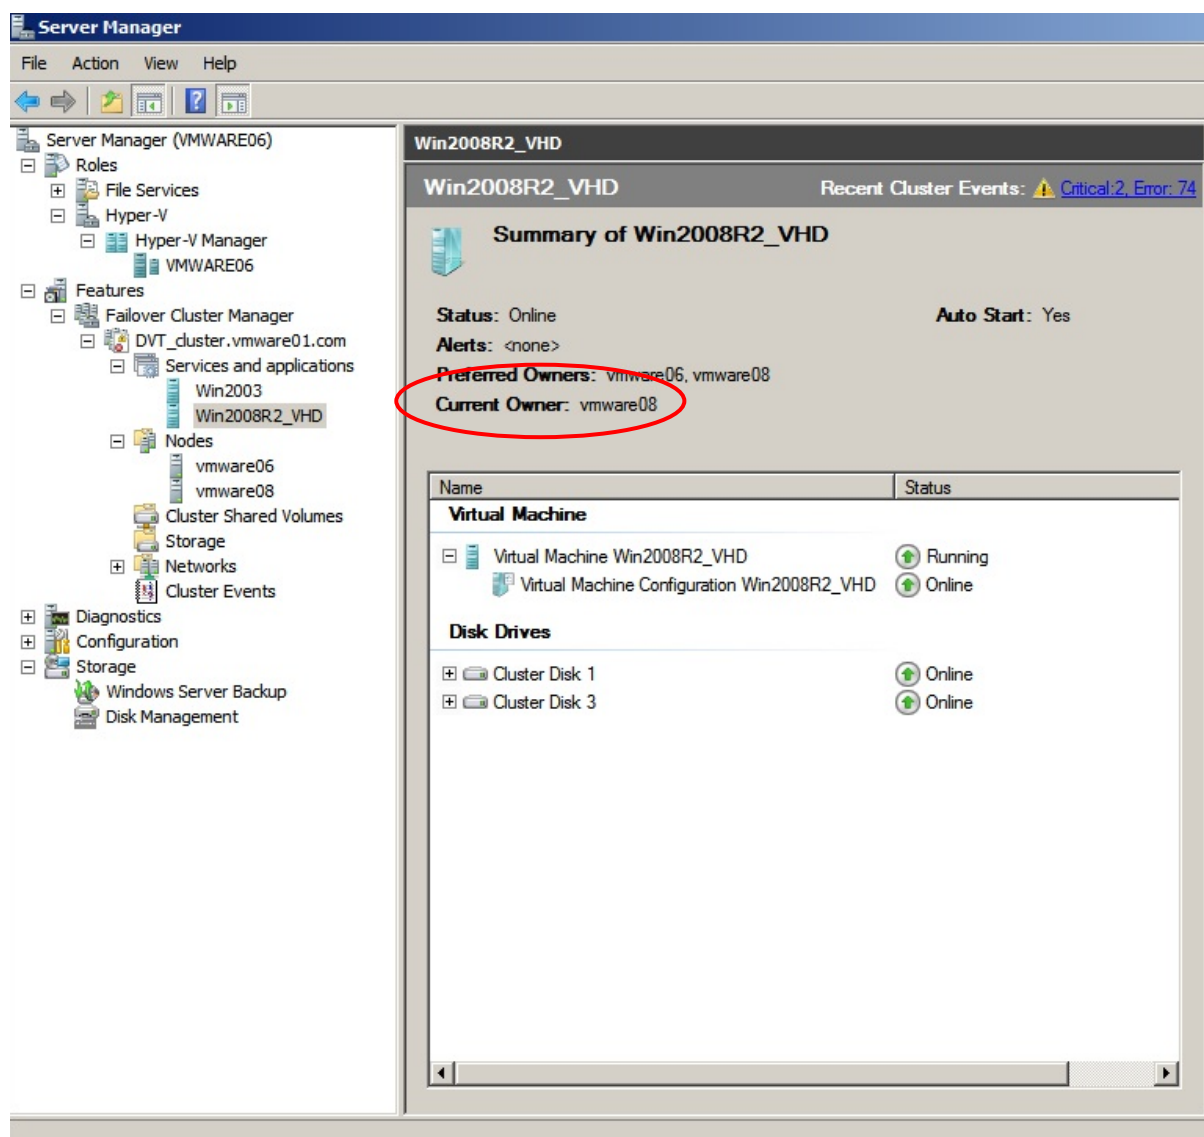 Server Manager
File Action View Help
Server Manager (VMWARE06)
Roles
File Services
Hyper-V
Hyper-V Manager
VMWARE06
Features
Failover Cluster Manager
DVT_cluster.vmware01.com
Services and applications
Win2003
Win2008R2_VHD
Nodes
vmware06
vmware08
Cluster Shared Volumes
Storage
Networks
Cluster Events
Diagnostics
Configuration
Storage
Windows Server Backup
Disk Management
Win2008R2_VHD
Win2008R2_VHD Recent Cluster Events: Critical:2, Error: 74
Summary of Win2008R2_VHD
Status: Online Auto Start: Yes
Alerts: <none>
Preferred Owners: vmware06, vmware08
Current Owner: vmware08
Name Status
Virtual Machine
Virtual Machine Win2008R2_VHD Running
Virtual Machine Configuration Win2008R2_VHD Online
Disk Drives
Cluster Disk 1 Online
Cluster Disk 3 Online